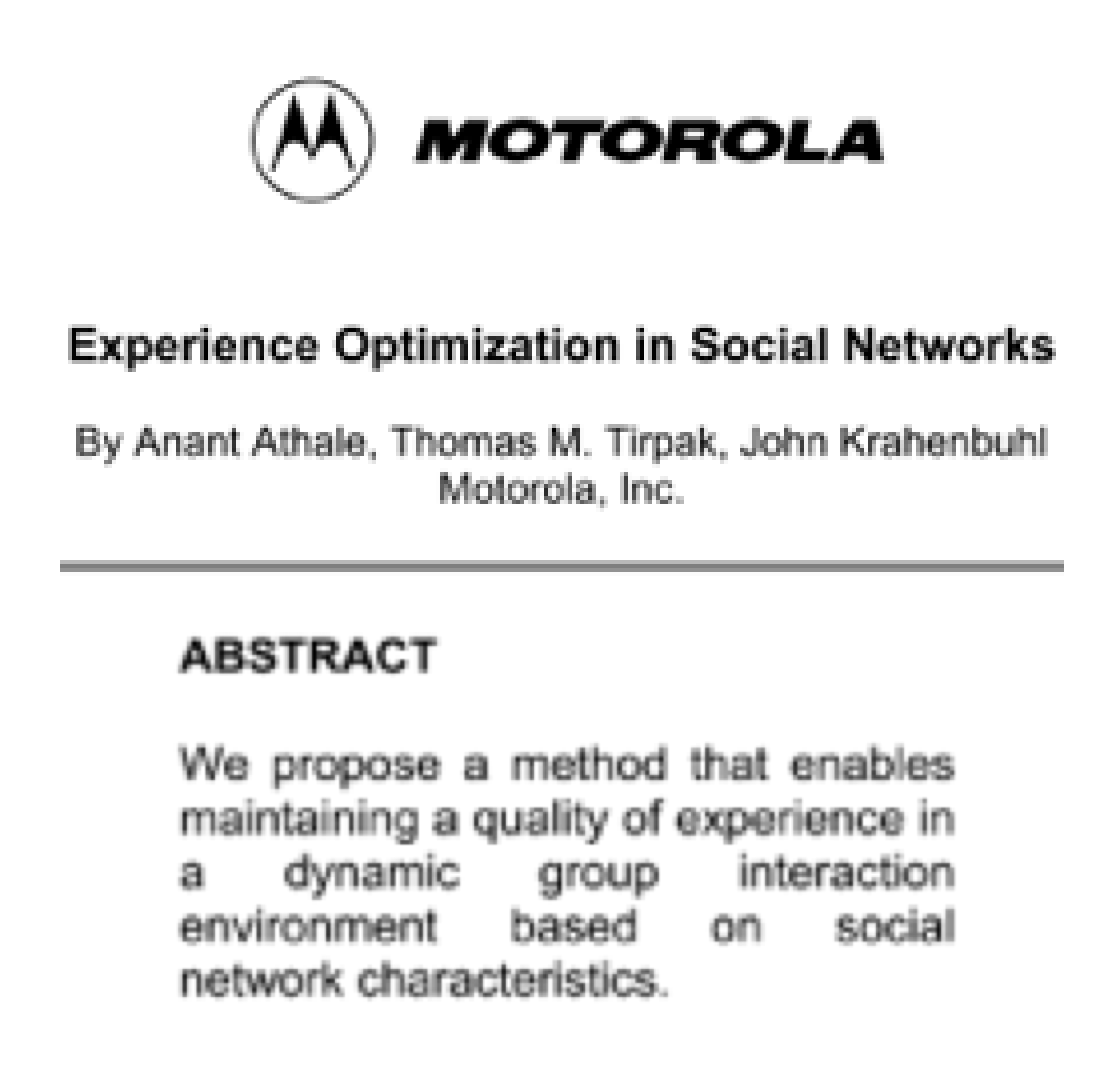 MOTOROLA
Experience Optimization in Social Networks
By Anant Athale, Thomas M. Tirpak, John Krahenbuhl
Motorola, Inc.
ABSTRACT
We propose a method that enables
maintaining a quality of experience in
a dynamic group interaction
environment based on social
network characteristics.